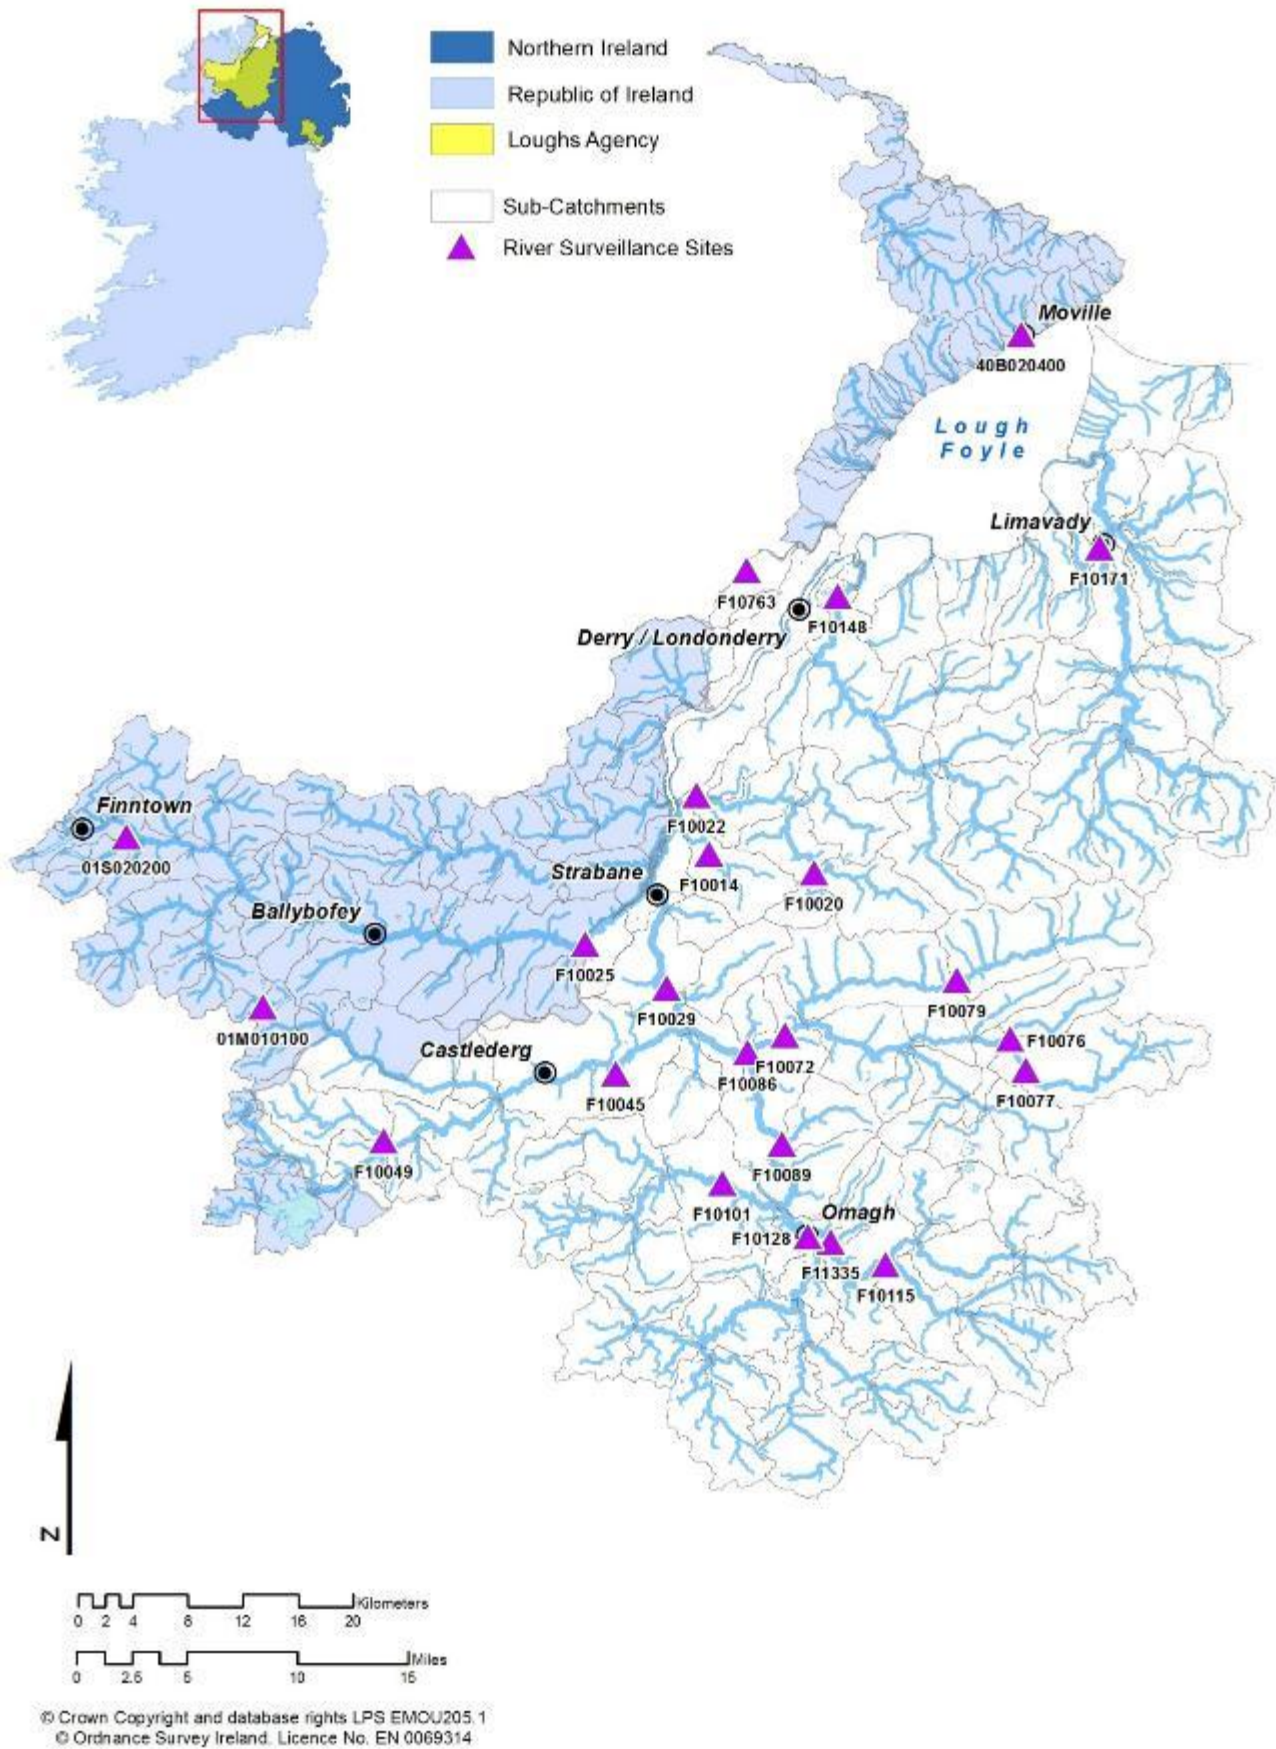 Northern Ireland
Republic of Ireland
Loughs Agency
Sub-Catchments
River Surveillance Sites
Moville
40B020400
Lough
Foyle
Limavady
F10171
F10763
F10148
Derry / Londonderry
Finntown
01S020200
F10022
Strabane
F10014
F10020
Ballybofey
F10025
F10029
F10079
01M010100
Castlederg
F10076
F10072
F10086
F10077
F10045
F10049
F10089
F10101
Omagh
F10128
F11335
F10115
N
Kilometers
0 2 4 8 12 16 20
Miles
0 2.5 5 10 15
© Crown Copyright and database rights LPS EMOU205.1
© Ordnance Survey Ireland. Licence No. EN 0069314